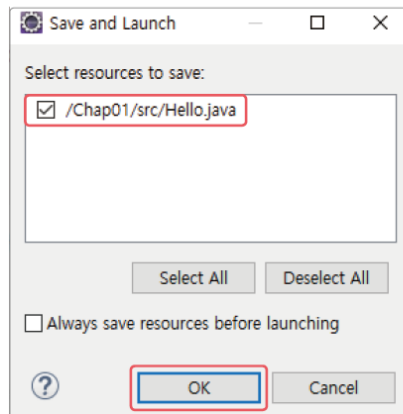 Save and Launch
Select resources to save:
/Chap01/src/Hello.java
Select All Deselect All
Always save resources before launching
? OK Cancel